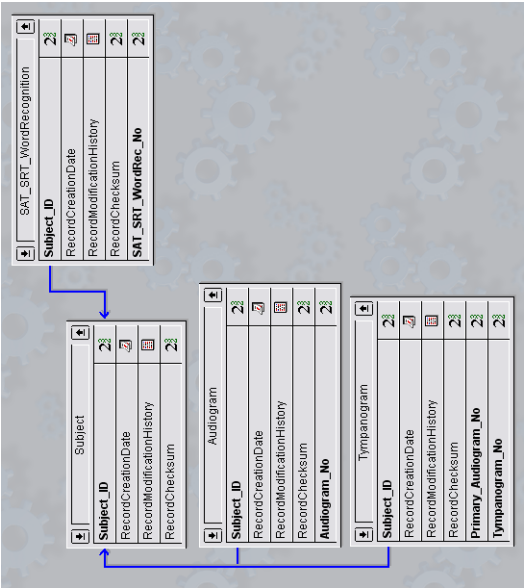 SAT_SRT_WordRecognition
Subject_ID
RecordCreationDate
RecordModificationHistory
RecordChecksum
SAT_SRT_WordRec_No
Subject
Subject_ID
RecordCreationDate
RecordModificationHistory
RecordChecksum
Audiogram
Subject_ID
RecordCreationDate
RecordModificationHistory
RecordChecksum
Audiogram_No
Tympanogram
Subject_ID
RecordCreationDate
RecordModificationHistory
RecordChecksum
Primary_Audiogram_No
Tympanogram_No